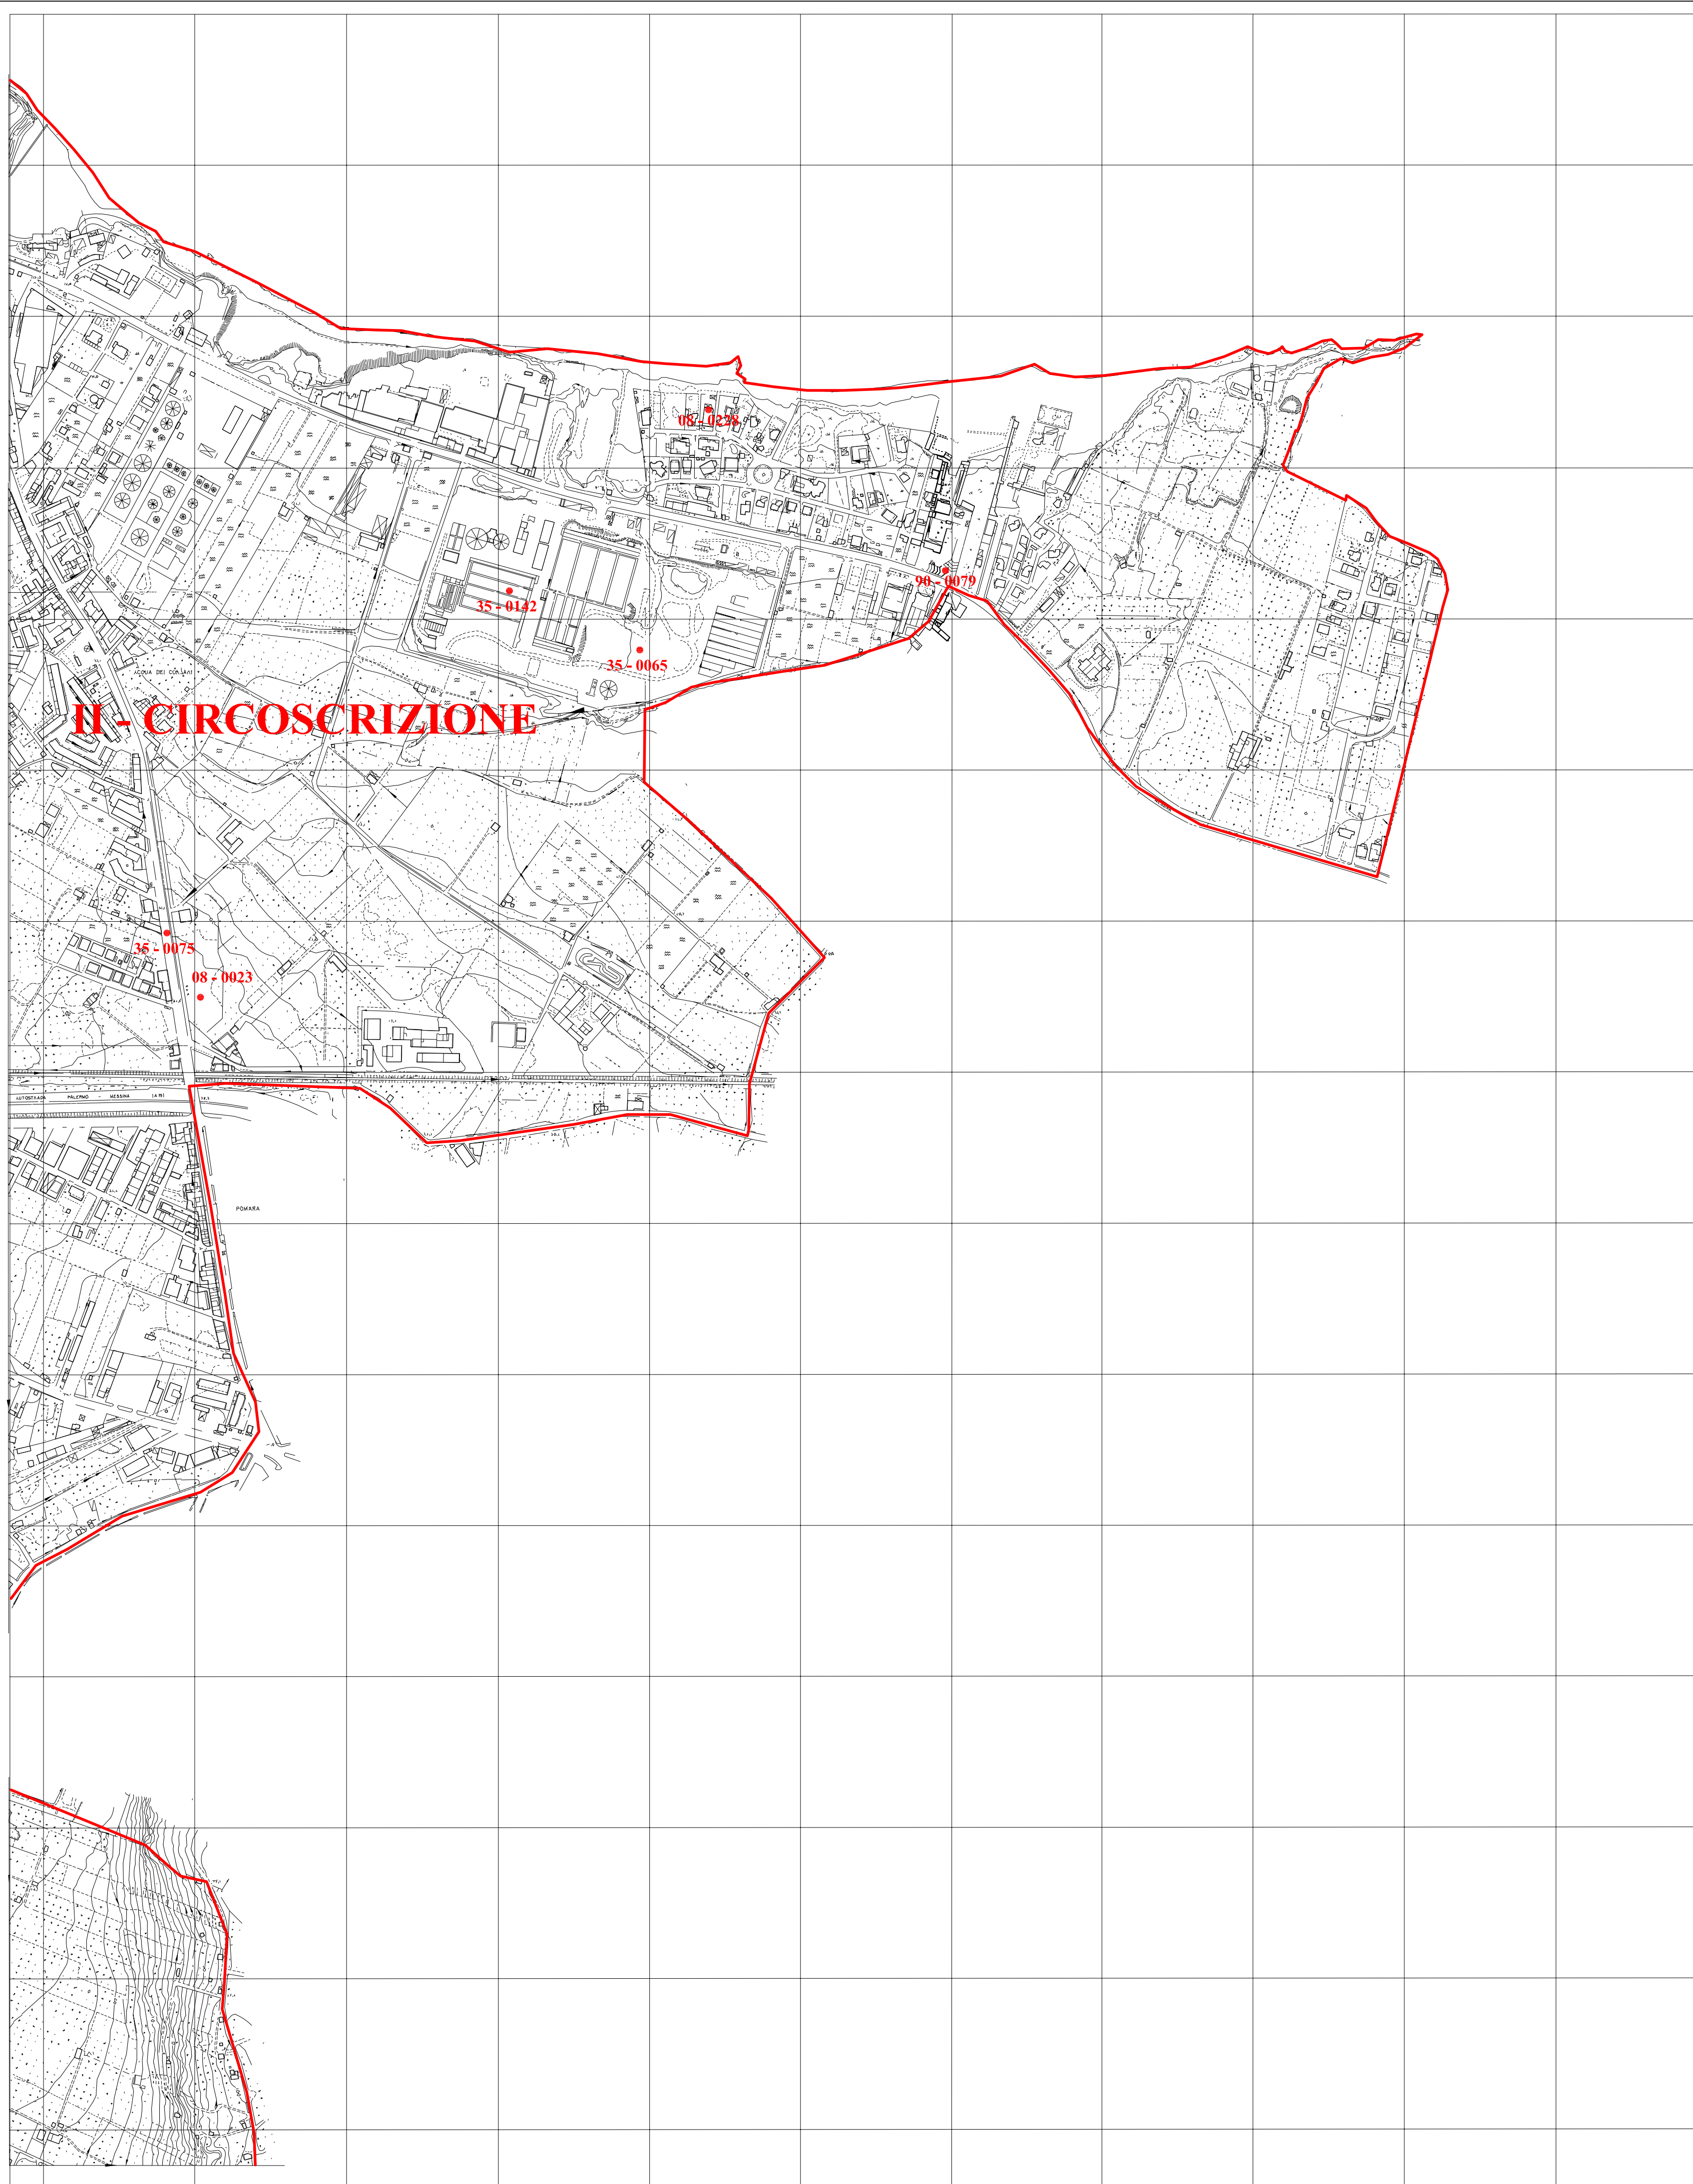 08 - 0228
90 - 0079
35 - 0142
35 - 0065
ACQUA DEI CORSARI
II - CIRCOSCRIZIONE
35 - 0075
08 - 0023
AUTOSTRADA PALERMO - MESSINA (A 19)
POMARA